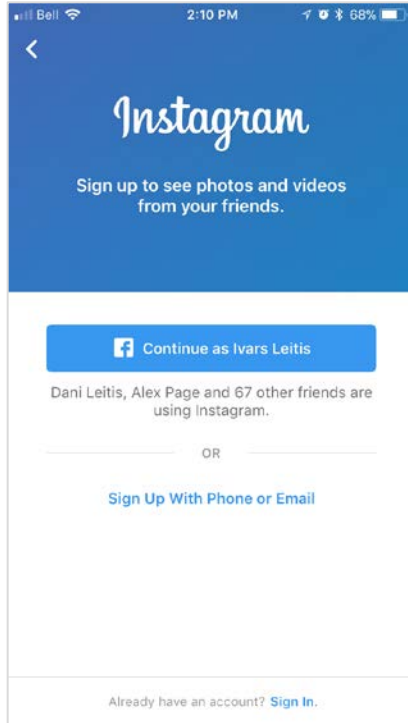 Bell 2:10 PM 68%
Instagram
Sign up to see photos and videos
from your friends.
Continue as Ivars Leitis
Dani Leitis, Alex Page and 67 other friends are
using Instagram.
OR
Sign Up With Phone or Email
Already have an account? Sign In.